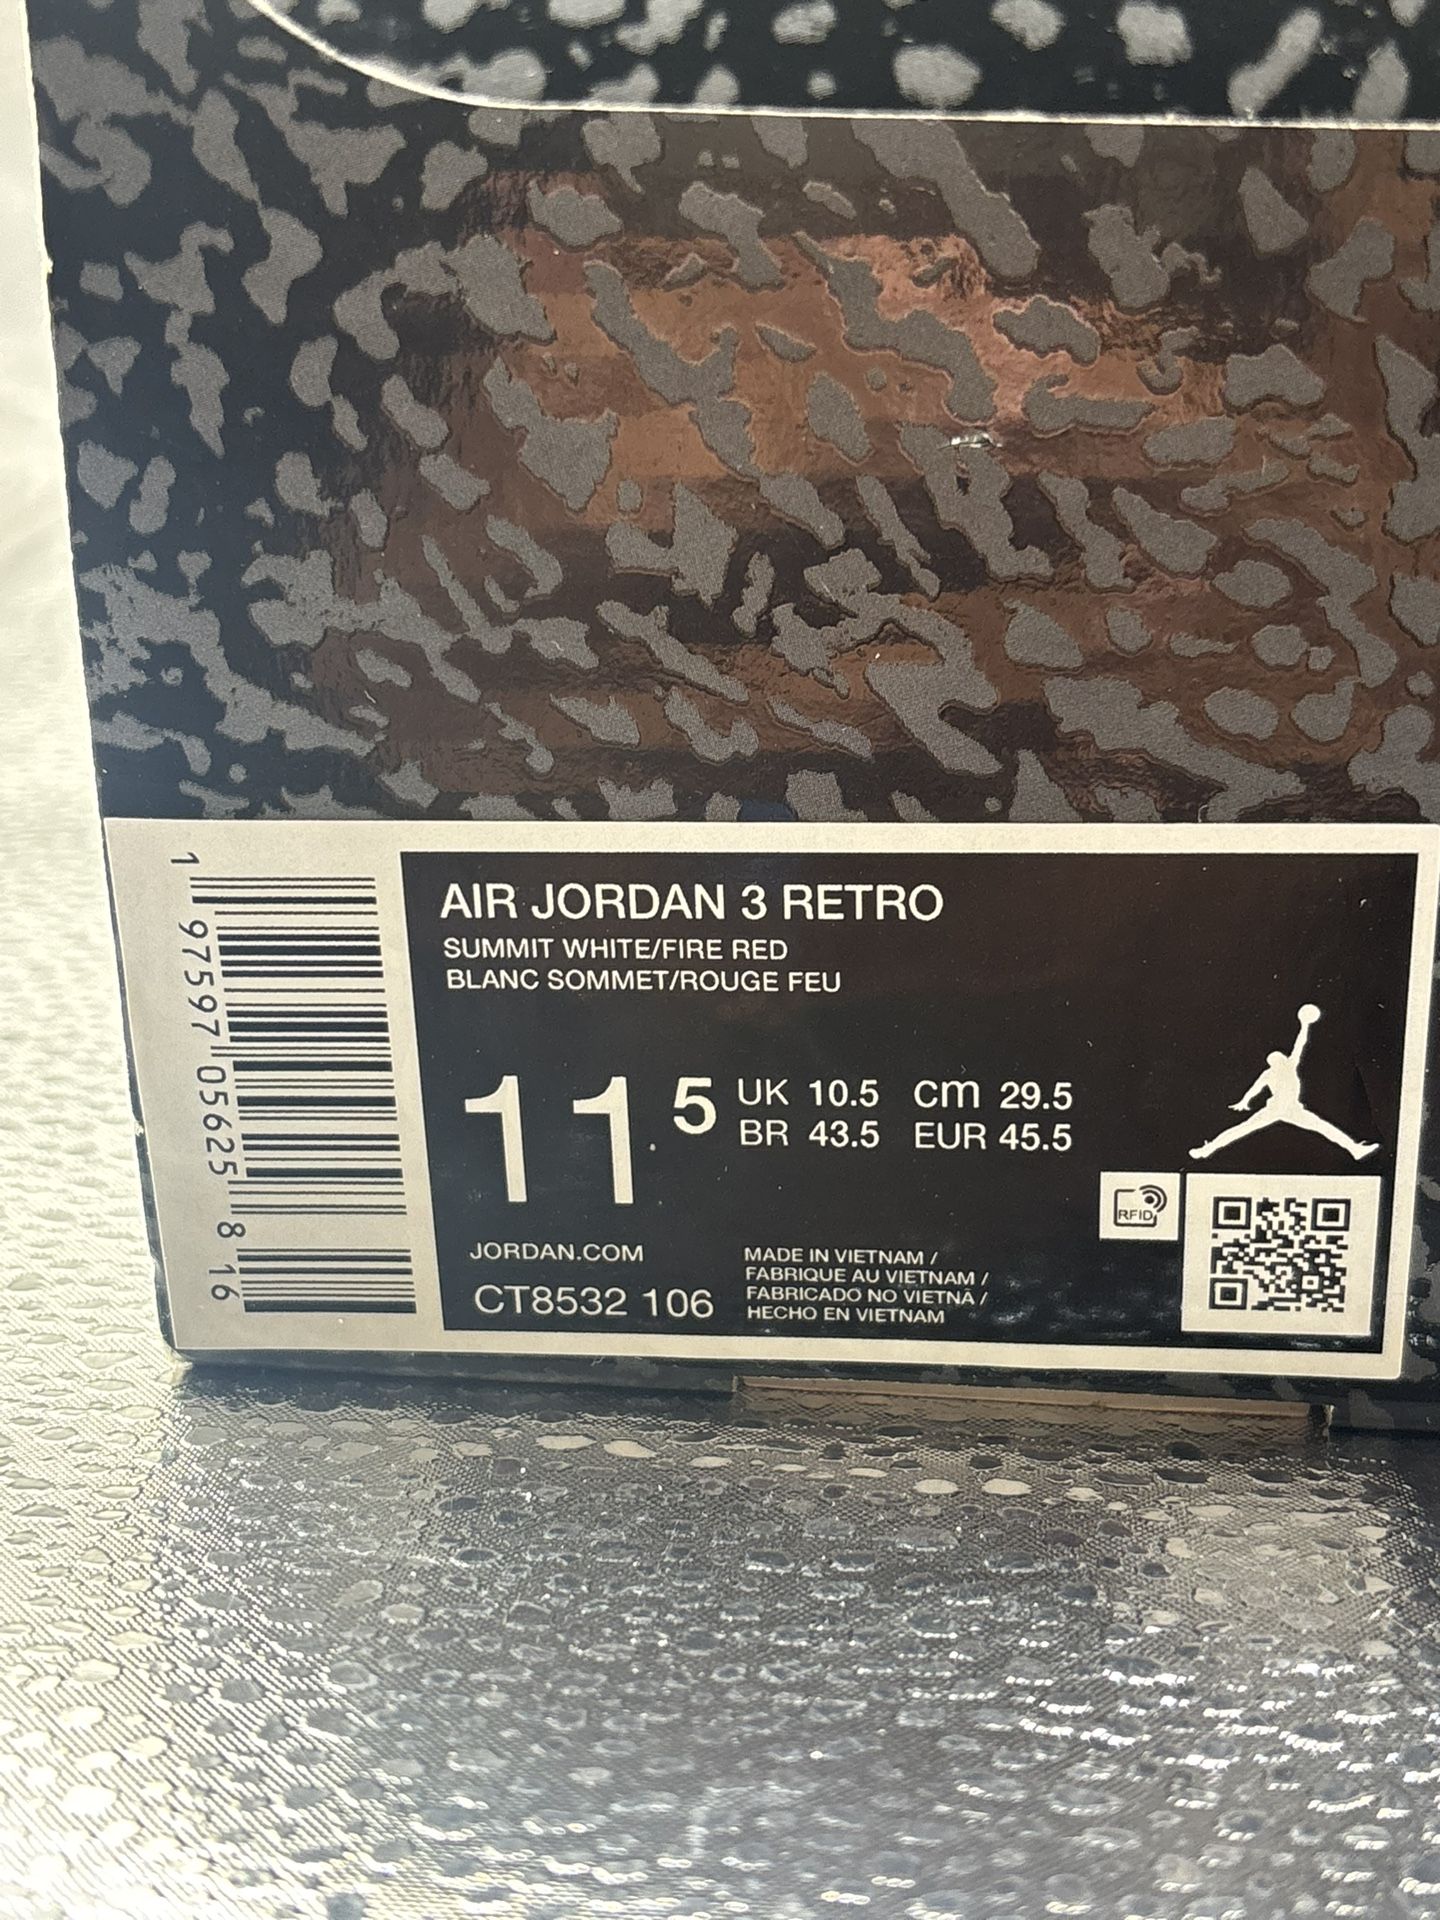 AIR JORDAN 3 RETRO
SUMMIT WHITE/FIRE RED
BLANC SOMMET/ROUGE FEU
11.5
UK 10.5 cm 29.5
BR 43.5 EUR 45.5
RFID
JORDAN.COM
CT8532 106
MADE IN VIETNAM /
FABRIQUE AU VIETNAM /
FABRICADO NO VIETNÃ /
HECHO EN VIETNAM
1 97597 05625 8 16